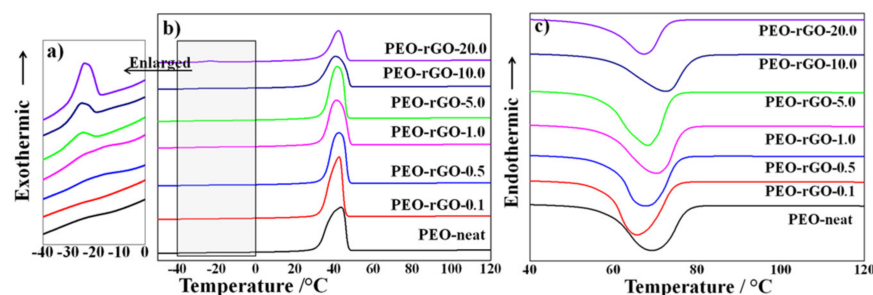 a)
Enlarged
Exothermic
-40 -30 -20 -10 0
b)
PEO-rGO-20.0
PEO-rGO-10.0
PEO-rGO-5.0
PEO-rGO-1.0
PEO-rGO-0.5
PEO-rGO-0.1
PEO-neat
-40 -20 0 20 40 60 80 100 120
Temperature /°C
c)
Endothermic
PEO-rGO-20.0
PEO-rGO-10.0
PEO-rGO-5.0
PEO-rGO-1.0
PEO-rGO-0.5
PEO-rGO-0.1
PEO-neat
40 60 80 100 120
Temperature /°C